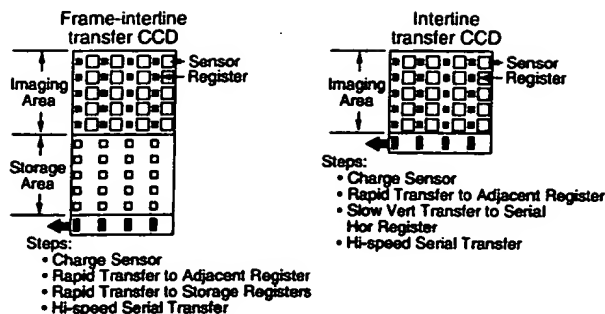 Frame-interline
transfer CCD
Imaging
Area
Storage
Area
Sensor
Register
Steps:
• Charge Sensor
• Rapid Transfer to Adjacent Register
• Rapid Transfer to Storage Registers
• Hi-speed Serial Transfer
Interline
transfer CCD
Imaging
Area
Sensor
Register
Steps:
• Charge Sensor
• Rapid Transfer to Adjacent Register
• Slow Vert Transfer to Serial
Hor Register
• Hi-speed Serial Transfer